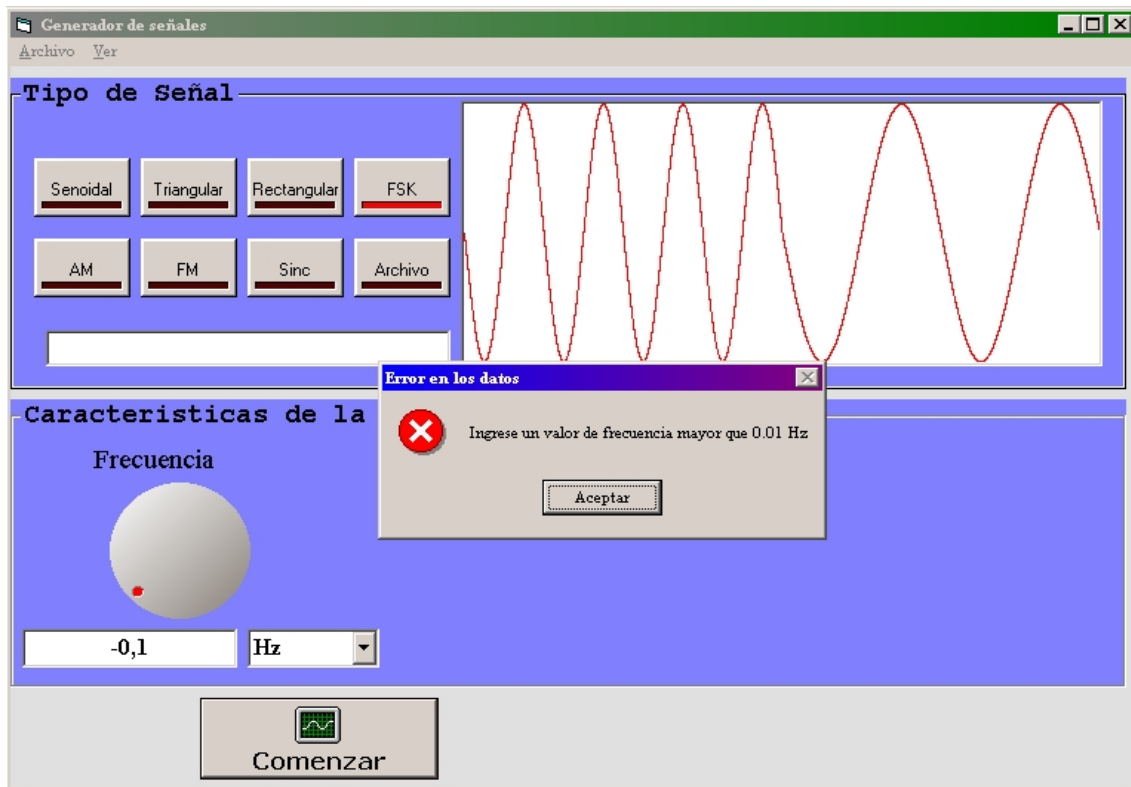 Generador de señales
Archivo Ver
Tipo de Señal
Senoidal Triangular Rectangular FSK
AM FM Sinc Archivo
Error en los datos
Ingrese un valor de frecuencia mayor que 0.01 Hz
Aceptar
Caracteristicas de la
Frecuencia
-0,1 Hz
Comenzar